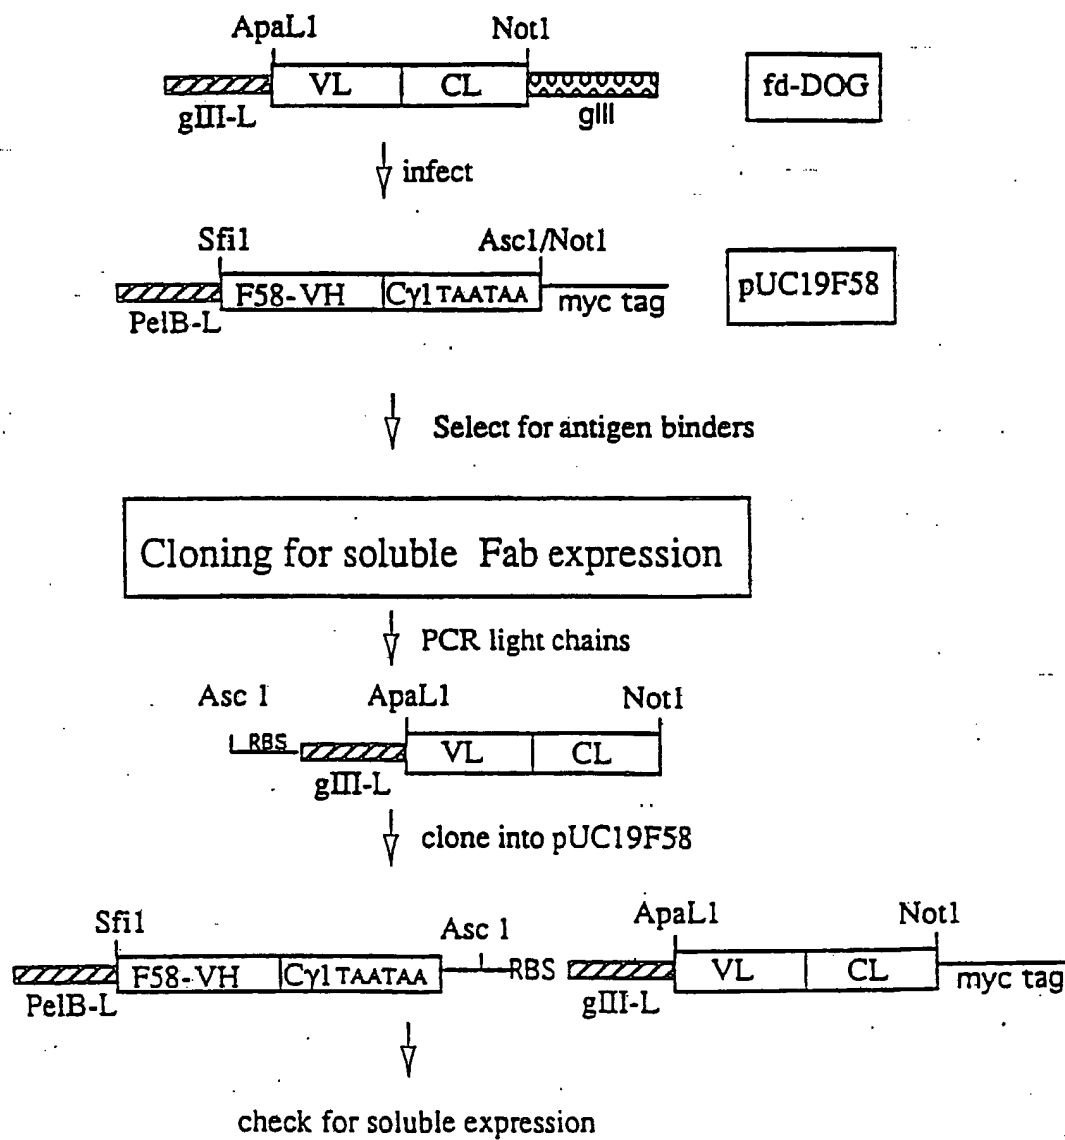 ApaL1 Not1
VL CL
gIII-L gIII
fd-DOG
infect
Sfi1 Asc1/Not1
F58-VH Cγ1 TAATAA
PelB-L myc tag
pUC19F58
Select for antigen binders
Cloning for soluble Fab expression
PCR light chains
Asc 1 ApaL1 Not1
RBS VL CL
gIII-L
clone into pUC19F58
Sfi1 Asc 1 ApaL1 Not1
F58-VH Cγ1 TAATAA RBS VL CL myc tag
PelB-L gIII-L
check for soluble expression